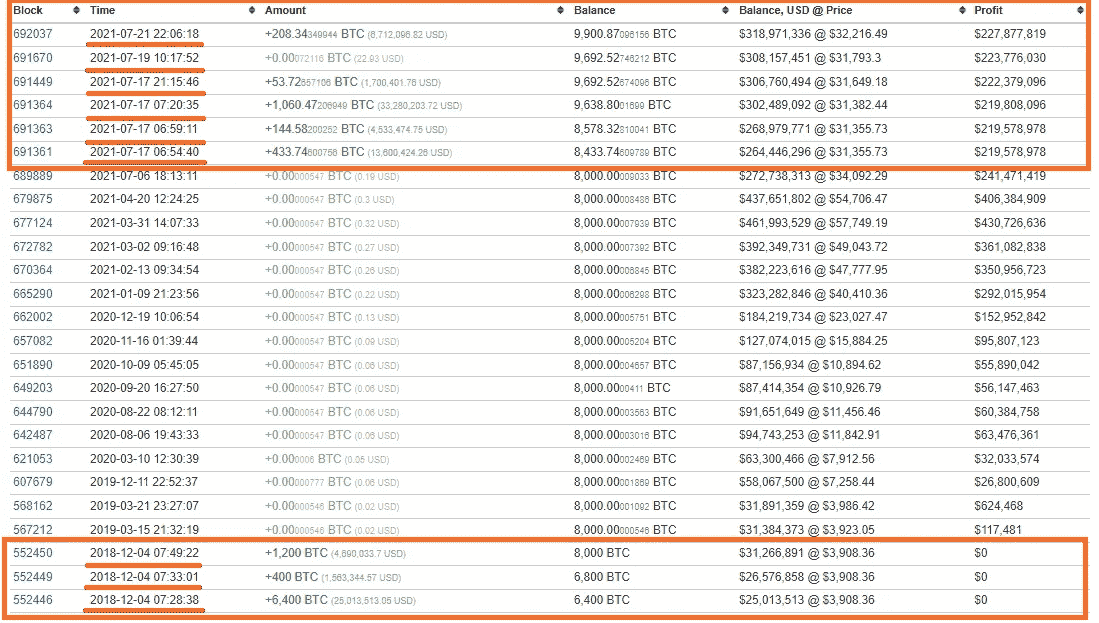 Block Time Amount Balance Balance, USD @ Price Profit
692037 2021-07-21 22:06:18 +208.34349944 BTC (6,712,096.82 USD) 9,900.87096156 BTC $318,971,336 @ $32,216.49 $227,877,819
691670 2021-07-19 10:17:52 +0.00072116 BTC (22.93 USD) 9,692.52746212 BTC $308,157,451 @ $31,793.3 $223,776,030
691449 2021-07-17 21:15:46 +53.72657106 BTC (1,700,401.76 USD) 9,692.52674096 BTC $306,760,494 @ $31,649.18 $222,379,096
691364 2021-07-17 07:20:35 +1,060.47206949 BTC (33,280,203.72 USD) 9,638.8001699 BTC $302,489,092 @ $31,382.44 $219,808,096
691363 2021-07-17 06:59:11 +144.58200252 BTC (4,533,474.75 USD) 8,578.32810041 BTC $268,979,771 @ $31,355.73 $219,578,978
691361 2021-07-17 06:54:40 +433.74600756 BTC (13,600,424.26 USD) 8,433.74609789 BTC $264,446,296 @ $31,355.73 $219,578,978
689889 2021-07-06 18:13:11 +0.00000547 BTC (0.19 USD) 8,000.00009033 BTC $272,738,313 @ $34,092.29 $241,471,419
679875 2021-04-20 12:24:25 +0.00000547 BTC (0.3 USD) 8,000.00008486 BTC $437,651,802 @ $54,706.47 $406,384,909
677124 2021-03-31 14:07:33 +0.00000547 BTC (0.32 USD) 8,000.00007939 BTC $461,993,529 @ $57,749.19 $430,726,636
672782 2021-03-02 09:16:48 +0.00000547 BTC (0.27 USD) 8,000.00007392 BTC $392,349,731 @ $49,043.72 $361,082,838
670364 2021-02-13 09:34:54 +0.00000547 BTC (0.26 USD) 8,000.00006845 BTC $382,223,616 @ $47,777.95 $350,956,723
665290 2021-01-09 21:23:56 +0.00000547 BTC (0.22 USD) 8,000.00006298 BTC $323,282,846 @ $40,410.36 $292,015,954
662002 2020-12-19 10:06:54 +0.00000547 BTC (0.13 USD) 8,000.00005751 BTC $184,219,734 @ $23,027.47 $152,952,842
657082 2020-11-16 01:39:44 +0.00000547 BTC (0.09 USD) 8,000.00005204 BTC $127,074,015 @ $15,884.25 $95,807,123
651890 2020-10-09 05:45:05 +0.00000547 BTC (0.06 USD) 8,000.00004657 BTC $87,156,934 @ $10,894.62 $55,890,042
649203 2020-09-20 16:27:50 +0.00000547 BTC (0.06 USD) 8,000.0000411 BTC $87,414,354 @ $10,926.79 $56,147,463
644790 2020-08-22 08:12:11 +0.00000547 BTC (0.06 USD) 8,000.00003563 BTC $91,651,649 @ $11,456.46 $60,384,758
642487 2020-08-06 19:43:33 +0.00000547 BTC (0.06 USD) 8,000.00003016 BTC $94,743,253 @ $11,842.91 $63,476,361
621053 2020-03-10 12:30:39 +0.000006 BTC (0.05 USD) 8,000.00002469 BTC $63,300,466 @ $7,912.56 $32,033,574
607679 2019-12-11 22:52:37 +0.00000777 BTC (0.06 USD) 8,000.00001869 BTC $58,067,500 @ $7,258.44 $26,800,609
568162 2019-03-21 23:27:07 +0.00000546 BTC (0.02 USD) 8,000.00001092 BTC $31,891,359 @ $3,986.42 $624,468
567212 2019-03-15 21:32:19 +0.00000546 BTC (0.02 USD) 8,000.00000546 BTC $31,384,373 @ $3,923.05 $117,481
552450 2018-12-04 07:49:22 +1,200 BTC (4,690,033.7 USD) 8,000 BTC $31,266,891 @ $3,908.36 $0
552449 2018-12-04 07:33:01 +400 BTC (1,563,344.57 USD) 6,800 BTC $26,576,858 @ $3,908.36 $0
552446 2018-12-04 07:28:38 +6,400 BTC (25,013,513.05 USD) 6,400 BTC $25,013,513 @ $3,908.36 $0